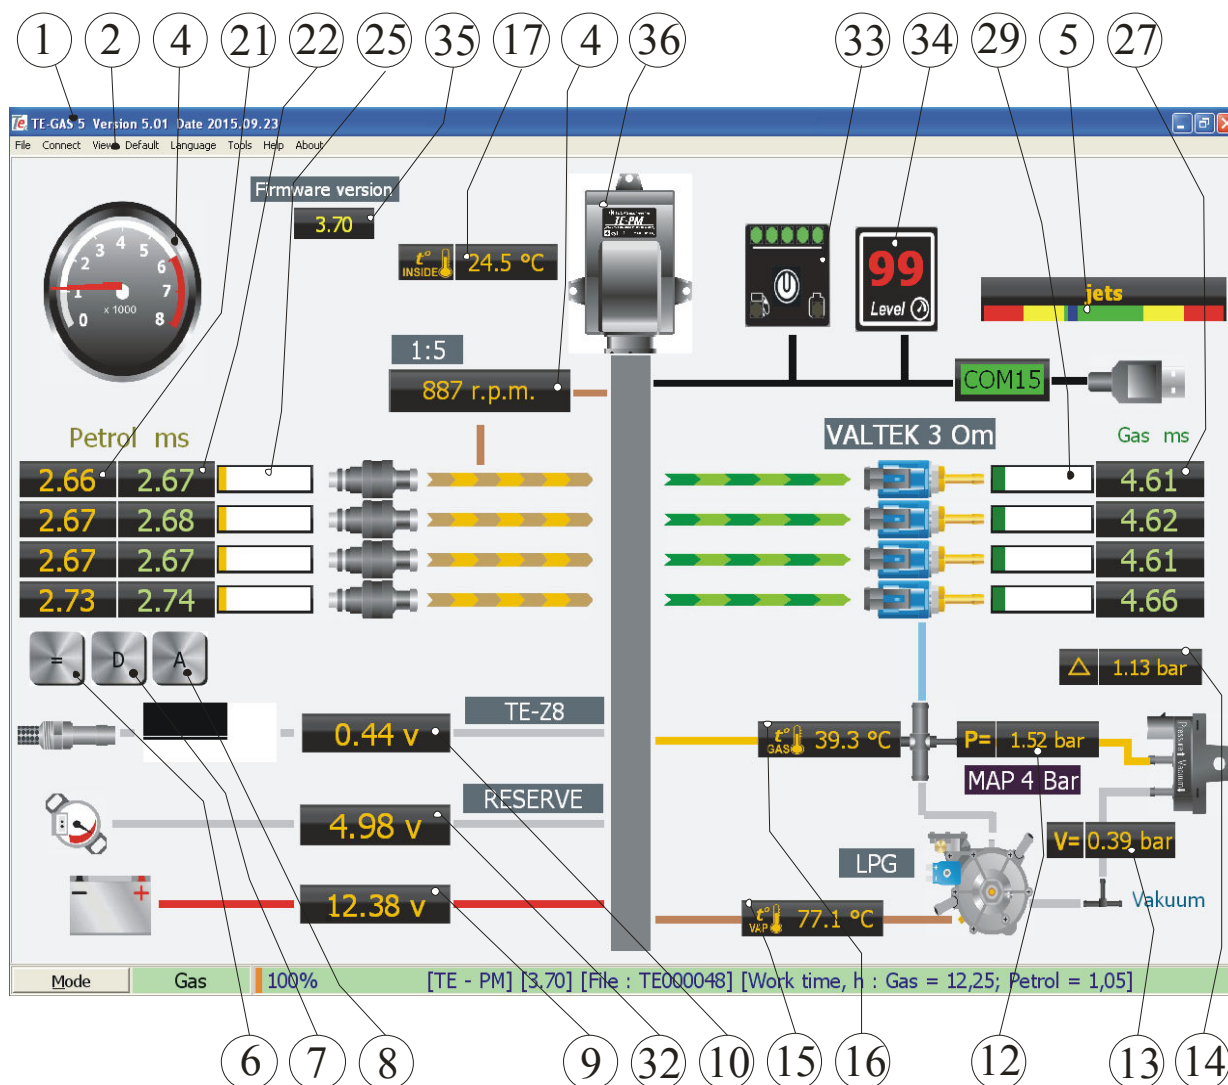 1 2 4 21 22 25 35 17 4 36 33 34 29 5 27
TE-GAS 5 Version 5.01 Date 2015.09.23
File Connect View Default Language Tools Help About
Firmware version
3.70
t° INSIDE 24.5 °C
TE-PM
99
Level
jets
0 1 2 3 4 5 6 7 8
x 1000
1:5
887 r.p.m.
COM15
Petrol ms
VALTEK 3 Om
Gas ms
2.66 2.67 4.61
2.67 2.68 4.62
2.67 2.67 4.61
2.73 2.74 4.66
= D A
△ 1.13 bar
TE-Z8
0.44 v
t° GAS 39.3 °C
P= 1.52 bar
Pressure Vacuum
MAP 4 Bar
RESERVE
4.98 v
V= 0.39 bar
LPG
- +
12.38 v
t° VAP 77.1 °C
Vakuum
Mode Gas 100% [TE - PM] [3.70] [File : TE000048] [Work time, h : Gas = 12,25; Petrol = 1,05]
6 7 8 9 32 10 15 16 12 13 14